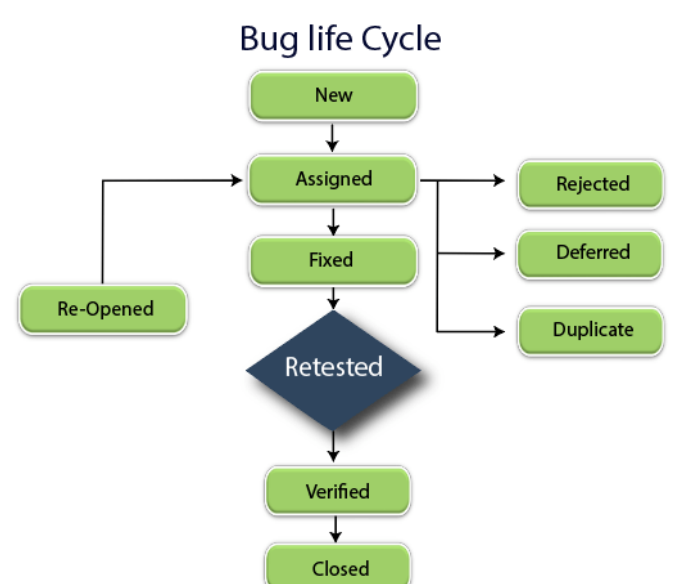 Bug life Cycle
New
Assigned
Rejected
Fixed
Deferred
Re-Opened
Duplicate
Retested
Verified
Closed